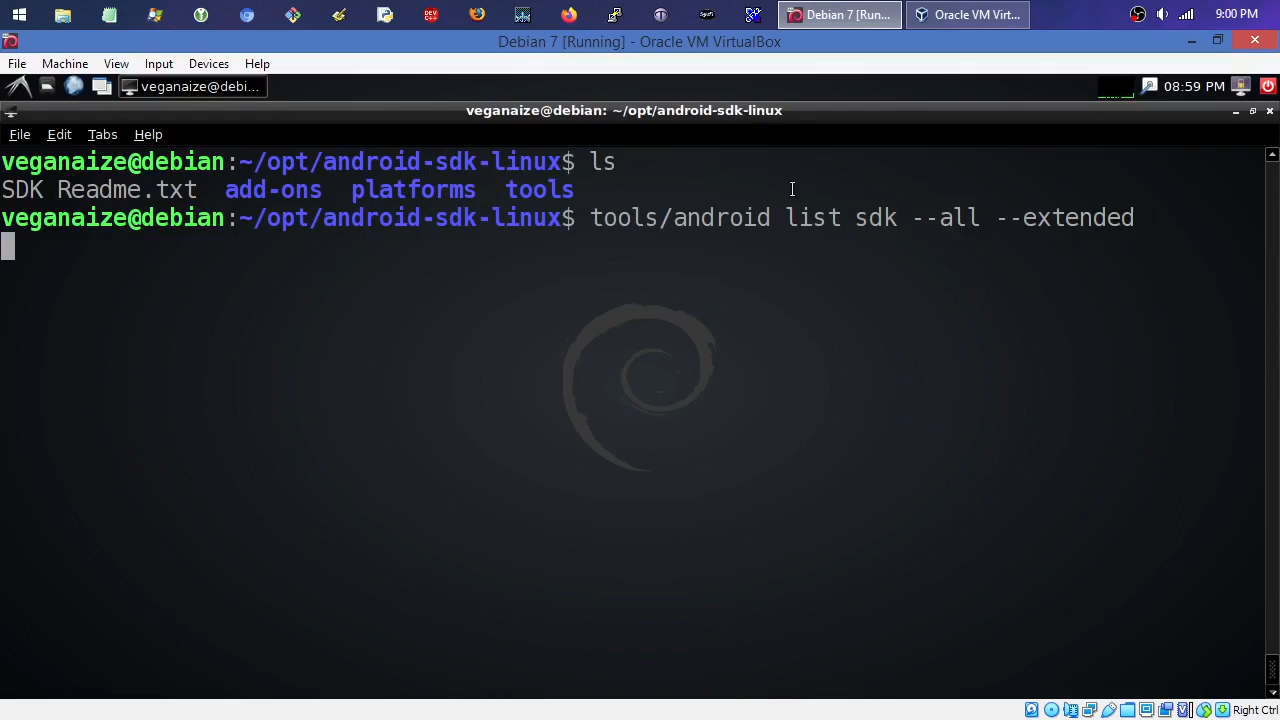 Debian 7 [Run...
Oracle VM Virt...
9:00 PM
Debian 7 [Running] - Oracle VM VirtualBox
File Machine View Input Devices Help
veganaize@debi...
08:59 PM
veganaize@debian: ~/opt/android-sdk-linux
File Edit Tabs Help
veganaize@debian:~/opt/android-sdk-linux$ ls
SDK Readme.txt add-ons platforms tools
veganaize@debian:~/opt/android-sdk-linux$ tools/android list sdk --all --extended
Right Ctrl